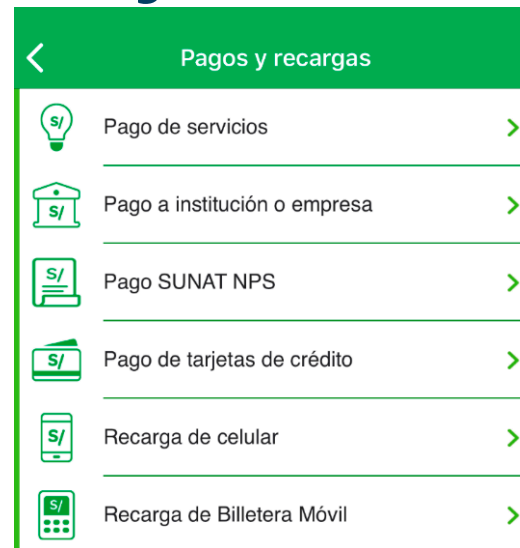 Pagos y recargas
S/ Pago de servicios
S/ Pago a institución o empresa
S/ Pago SUNAT NPS
S/ Pago de tarjetas de crédito
S/ Recarga de celular
S/ Recarga de Billetera Móvil